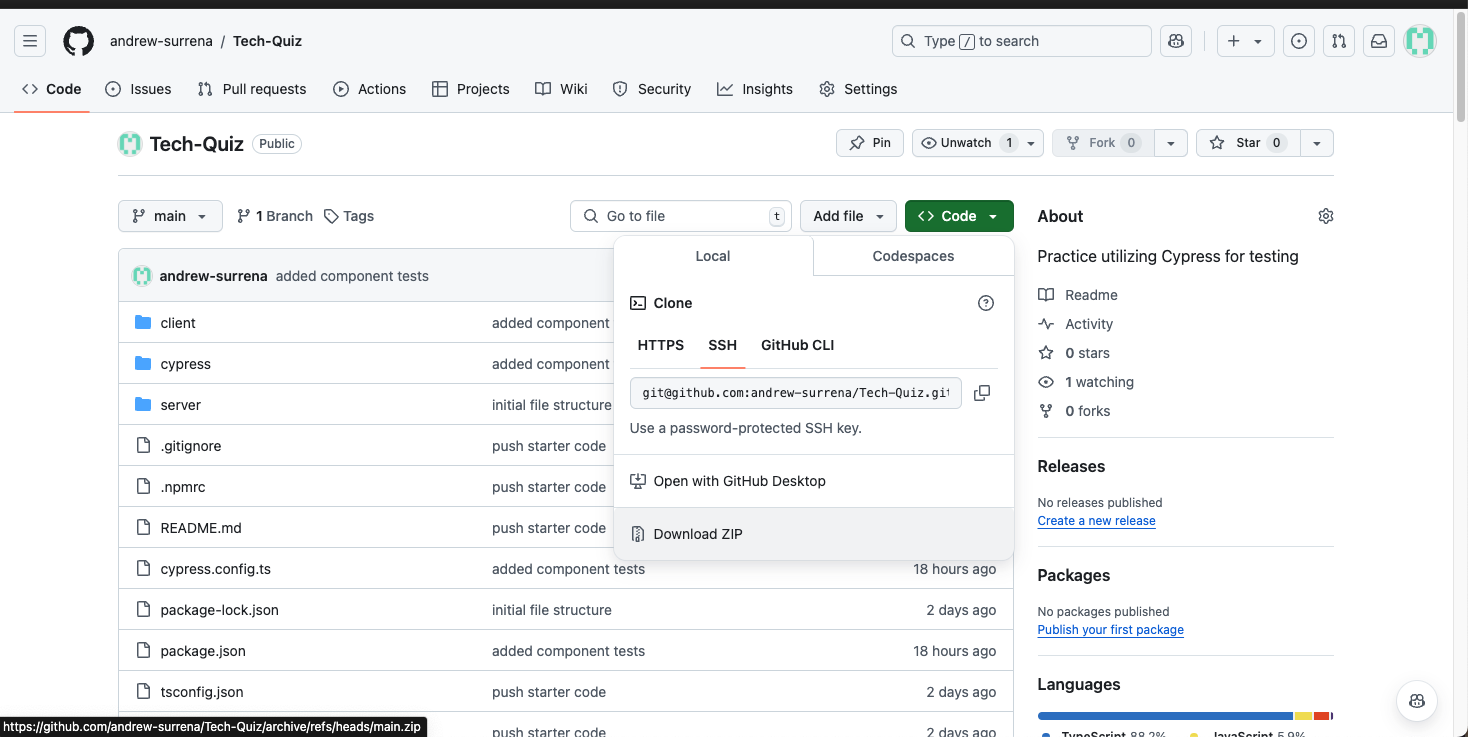 andrew-surrena / Tech-Quiz
Type / to search
Code Issues Pull requests Actions Projects Wiki Security Insights Settings
Tech-Quiz Public
Pin Unwatch 1 Fork 0 Star 0
main 1 Branch Tags
Go to file t
Add file Code
andrew-surrena added component tests
client added component
cypress added component
server initial file structure
.gitignore push starter code
.npmrc push starter code
README.md push starter code
cypress.config.ts added component tests 18 hours ago
package-lock.json initial file structure 2 days ago
package.json added component tests 18 hours ago
tsconfig.json push starter code 2 days ago
push starter code 2 days ago
Local Codespaces
Clone
HTTPS SSH GitHub CLI
git@github.com:andrew-surrena/Tech-Quiz.git
Use a password-protected SSH key.
Open with GitHub Desktop
Download ZIP
About
Practice utilizing Cypress for testing
Readme
Activity
0 stars
1 watching
0 forks
Releases
No releases published
Create a new release
Packages
No packages published
Publish your first package
Languages
TypeScript 88.2% JavaScript 5.9%
https://github.com/andrew-surrena/Tech-Quiz/archive/refs/heads/main.zip